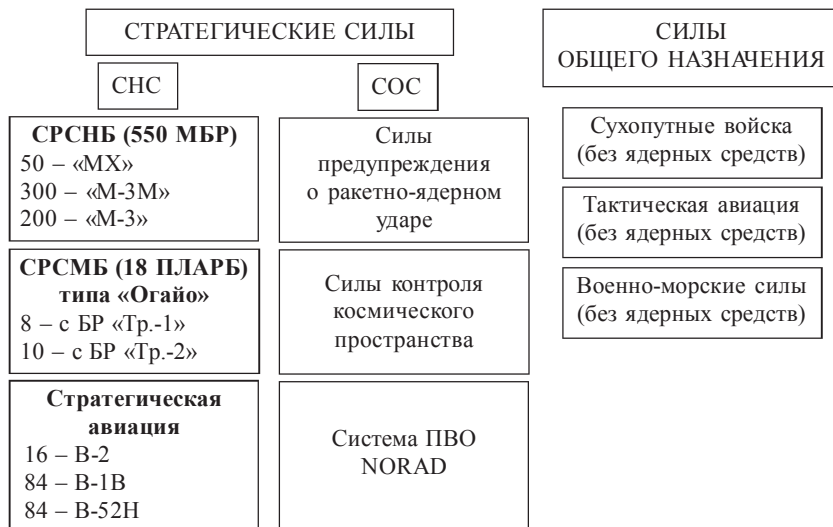 СТРАТЕГИЧЕСКИЕ СИЛЫ
СНС
СРСНБ (550 МБР)
50 – «МХ»
300 – «М-3М»
200 – «М-3»
СРСМБ (18 ПЛАРБ)
типа «Огайо»
8 – с БР «Тр.-1»
10 – с БР «Тр.-2»
Стратегическая
авиация
16 – В-2
84 – В-1В
84 – В-52Н
СОС
Силы
предупреждения
о ракетно-ядерном
ударе
Силы контроля
космического
пространства
Система ПВО
NORAD
СИЛЫ
ОБЩЕГО НАЗНАЧЕНИЯ
Сухопутные войска
(без ядерных средств)
Тактическая авиация
(без ядерных средств)
Военно-морские силы
(без ядерных средств)